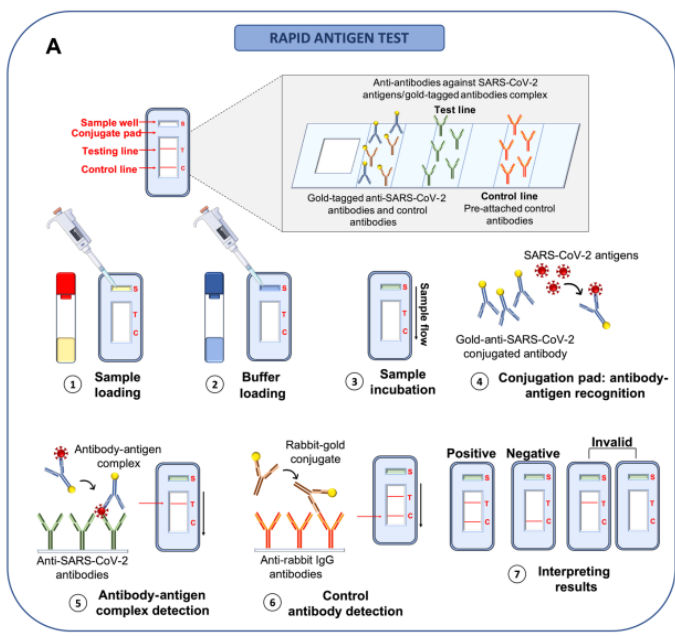 A
RAPID ANTIGEN TEST
Anti-antibodies against SARS-CoV-2
antigens/gold-tagged antibodies complex
Test line
Sample well
Conjugate pad
Testing line
Control line
S
T
C
Gold-tagged anti-SARS-CoV-2
antibodies and control
antibodies
Control line
Pre-attached control
antibodies
S
T
C
1
Sample
loading
S
T
C
2
Buffer
loading
S
T
C
Sample flow
3
Sample
incubation
SARS-CoV-2 antigens
Gold-anti-SARS-CoV-2
conjugated antibody
4
Conjugation pad: antibody-
antigen recognition
Antibody-antigen
complex
S
T
C
Anti-SARS-CoV-2
antibodies
5
Antibody-antigen
complex detection
Rabbit-gold
conjugate
S
T
C
Anti-rabbit IgG
antibodies
6
Control
antibody detection
Positive
Negative
Invalid
S
T
C
S
T
C
S
T
C
S
T
C
7
Interpreting
results